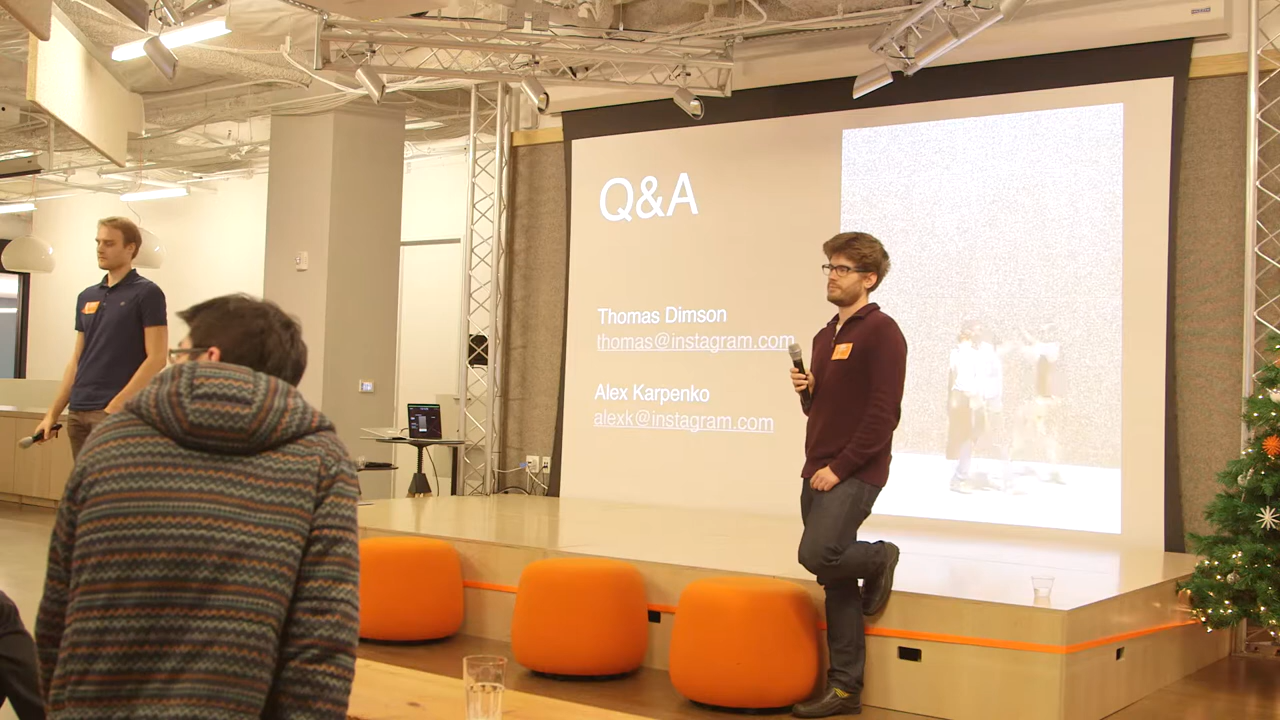 Q&A
Thomas Dimson
thomas@instagram.com
Alex Karpenko
alexk@instagram.com